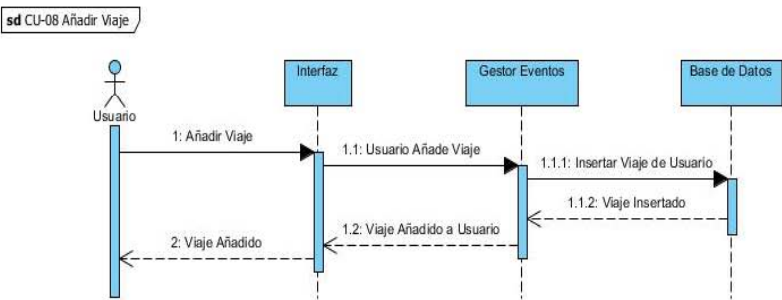 sd CU-08 Añadir Viaje
Interfaz
Gestor Eventos
Base de Datos
Usuario
1: Añadir Viaje
1.1: Usuario Añade Viaje
1.1.1: Insertar Viaje de Usuario
1.1.2: Viaje Insertado
1.2: Viaje Añadido a Usuario
2: Viaje Añadido